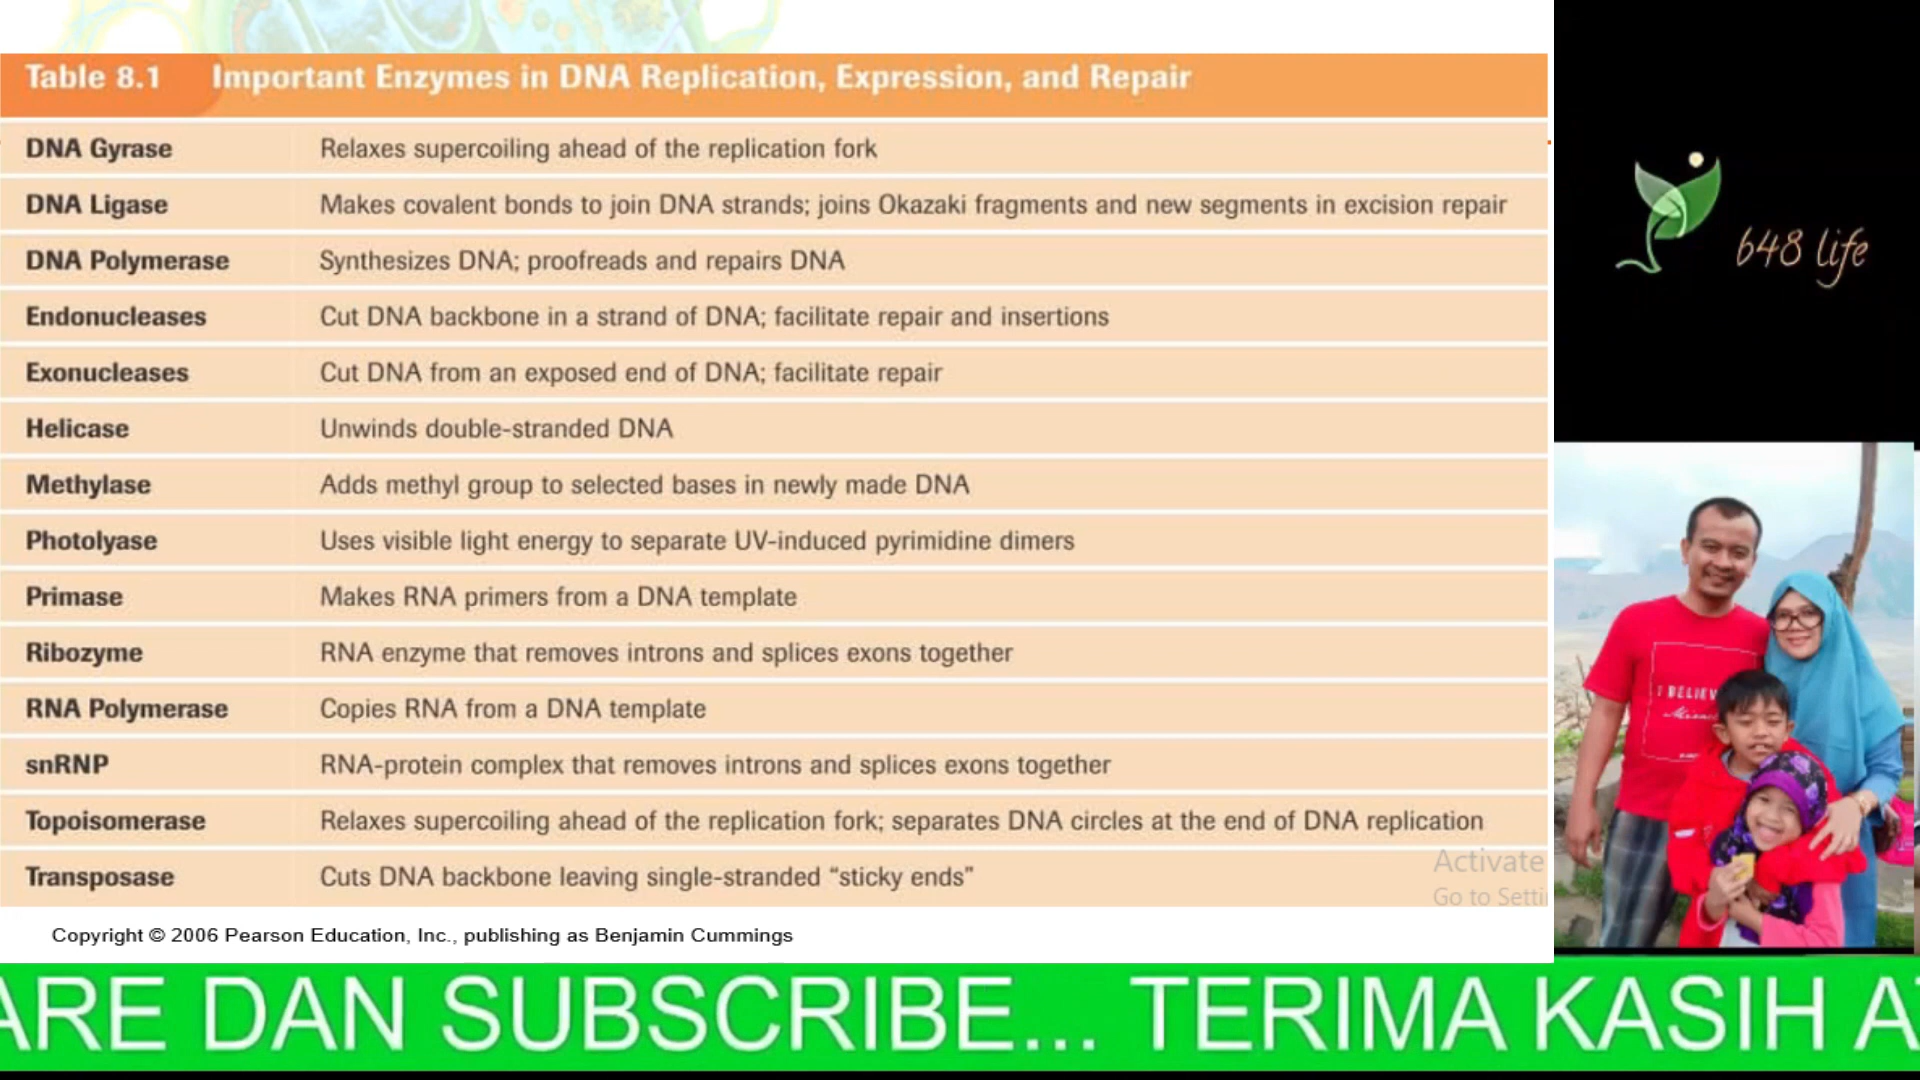 Table 8.1 Important Enzymes in DNA Replication, Expression, and Repair
DNA Gyrase Relaxes supercoiling ahead of the replication fork
DNA Ligase Makes covalent bonds to join DNA strands; joins Okazaki fragments and new segments in excision repair
DNA Polymerase Synthesizes DNA; proofreads and repairs DNA
Endonucleases Cut DNA backbone in a strand of DNA; facilitate repair and insertions
Exonucleases Cut DNA from an exposed end of DNA; facilitate repair
Helicase Unwinds double-stranded DNA
Methylase Adds methyl group to selected bases in newly made DNA
Photolyase Uses visible light energy to separate UV-induced pyrimidine dimers
Primase Makes RNA primers from a DNA template
Ribozyme RNA enzyme that removes introns and splices exons together
RNA Polymerase Copies RNA from a DNA template
snRNP RNA-protein complex that removes introns and splices exons together
Topoisomerase Relaxes supercoiling ahead of the replication fork; separates DNA circles at the end of DNA replication
Transposase Cuts DNA backbone leaving single-stranded “sticky ends”
Activate
Go to Setti
Copyright © 2006 Pearson Education, Inc., publishing as Benjamin Cummings
648 life
I BELIEV
ARE DAN SUBSCRIBE... TERIMA KASIH A